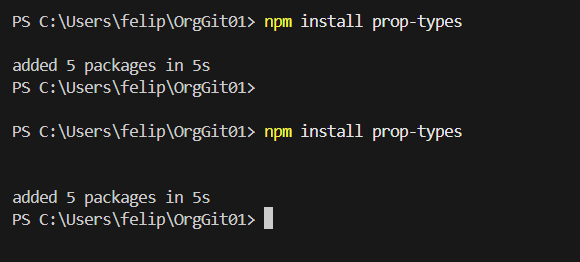 PS C:\Users\felip\OrgGit01> npm install prop-types
added 5 packages in 5s
PS C:\Users\felip\OrgGit01>
PS C:\Users\felip\OrgGit01> npm install prop-types
added 5 packages in 5s
PS C:\Users\felip\OrgGit01>